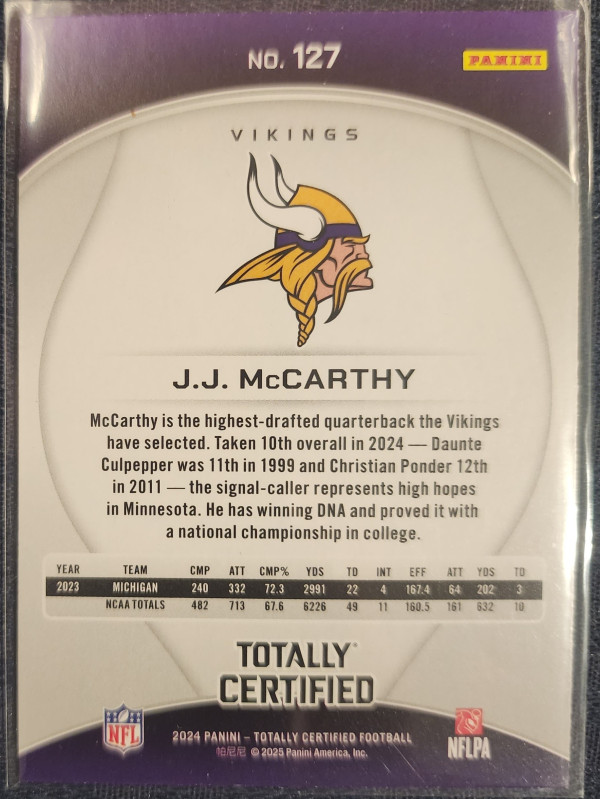 NO. 127
PANINI
VIKINGS
J.J. McCARTHY
McCarthy is the highest-drafted quarterback the Vikings
have selected. Taken 10th overall in 2024 — Daunte
Culpepper was 11th in 1999 and Christian Ponder 12th
in 2011 — the signal-caller represents high hopes
in Minnesota. He has winning DNA and proved it with
a national championship in college.
YEAR TEAM CMP ATT CMP% YDS TD INT EFF ATT YDS TD
2023 MICHIGAN 240 332 72.3 2991 22 4 167.4 64 202 3
NCAA TOTALS 482 713 67.6 6226 49 11 160.5 161 632 10
TOTALLY
CERTIFIED
NFL
2024 PANINI – TOTALLY CERTIFIED FOOTBALL
帕尼尼 © 2025 Panini America, Inc.
NFLPA